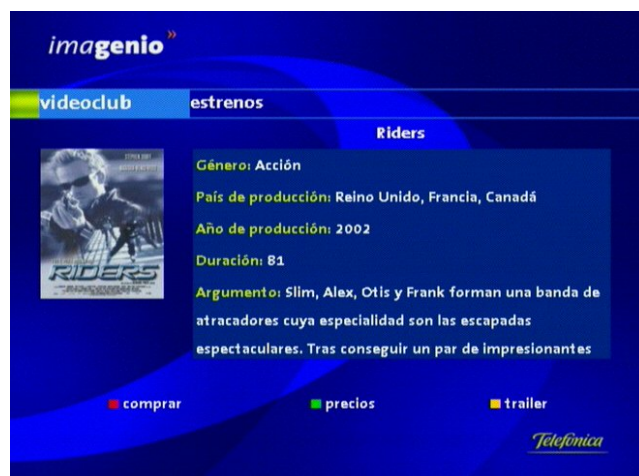 imagenio»
videoclub estrenos
Riders
Género: Acción
País de producción: Reino Unido, Francia, Canadá
Año de producción: 2002
Duración: 81
Argumento: Slim, Alex, Otis y Frank forman una banda de
atracadores cuya especialidad son las escapadas
espectaculares. Tras conseguir un par de impresionantes
RIDERS
comprar precios trailer
Telefónica